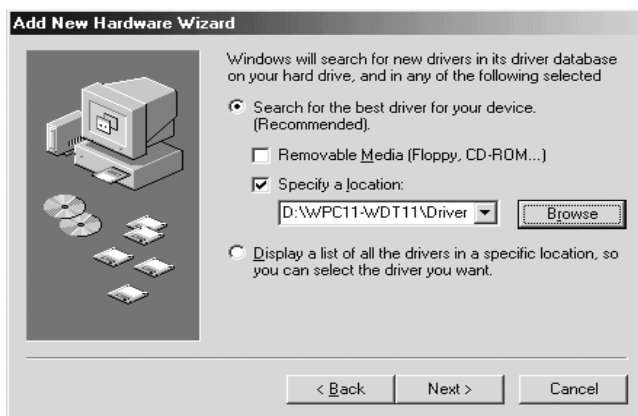 Add New Hardware Wizard
Windows will search for new drivers in its driver database
on your hard drive, and in any of the following selected
Search for the best driver for your device.
(Recommended).
Removable Media (Floppy, CD-ROM...)
Specify a location:
D:\WPC11-WDT11\Driver
Browse
Display a list of all the drivers in a specific location, so
you can select the driver you want.
< Back
Next >
Cancel